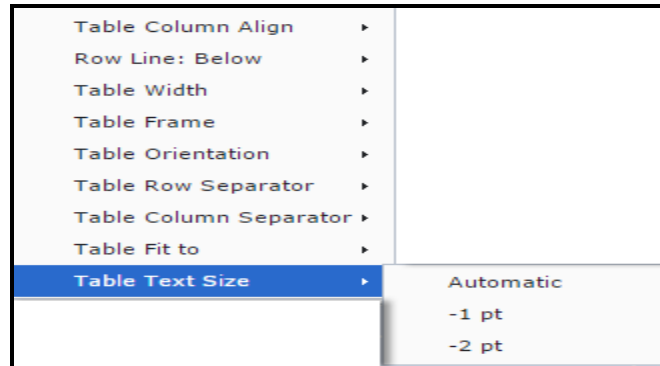 Table Column Align
Row Line: Below
Table Width
Table Frame
Table Orientation
Table Row Separator
Table Column Separator
Table Fit to
Table Text Size
Automatic
-1 pt
-2 pt